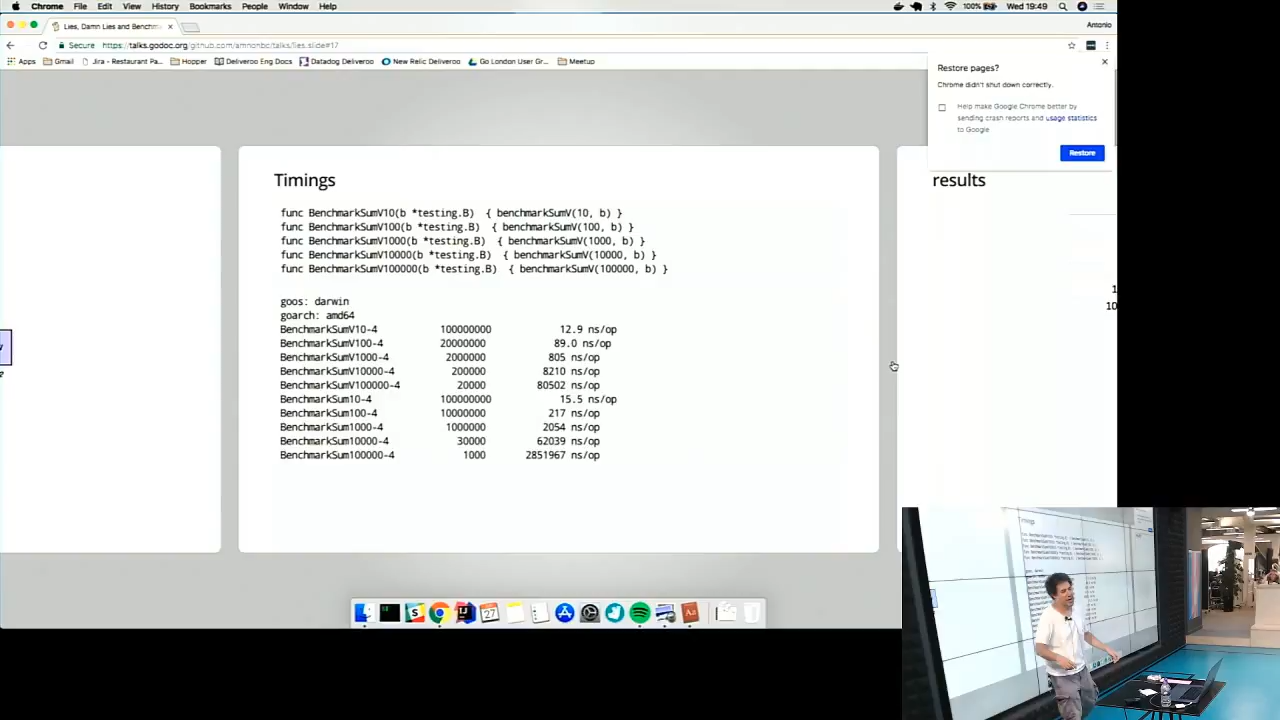 Chrome File Edit View History Bookmarks People Window Help 100% Wed 19:49
Lies, Damn Lies and Benchm
Antonio
Secure https://talks.godoc.org/github.com/amnonbc/talks/lies.slide#17
Apps Gmail Jira - Restaurant Pa... Hopper Deliveroo Eng Docs Datadog Deliveroo New Relic Deliveroo Go London User Gr... Meetup
Restore pages?
Chrome didn't shut down correctly.
Help make Google Chrome better by
sending crash reports and usage statistics
to Google
Restore
Timings
func BenchmarkSumV10(b *testing.B) { benchmarkSumV(10, b) }
func BenchmarkSumV100(b *testing.B) { benchmarkSumV(100, b) }
func BenchmarkSumV1000(b *testing.B) { benchmarkSumV(1000, b) }
func BenchmarkSumV10000(b *testing.B) { benchmarkSumV(10000, b) }
func BenchmarkSumV100000(b *testing.B) { benchmarkSumV(100000, b) }
goos: darwin
goarch: amd64
BenchmarkSumV10-4 100000000 12.9 ns/op
BenchmarkSumV100-4 20000000 89.0 ns/op
BenchmarkSumV1000-4 2000000 805 ns/op
BenchmarkSumV10000-4 200000 8210 ns/op
BenchmarkSumV100000-4 20000 80502 ns/op
BenchmarkSum10-4 100000000 15.5 ns/op
BenchmarkSum100-4 10000000 217 ns/op
BenchmarkSum1000-4 1000000 2054 ns/op
BenchmarkSum10000-4 30000 62039 ns/op
BenchmarkSum100000-4 1000 2851967 ns/op
results
1
10